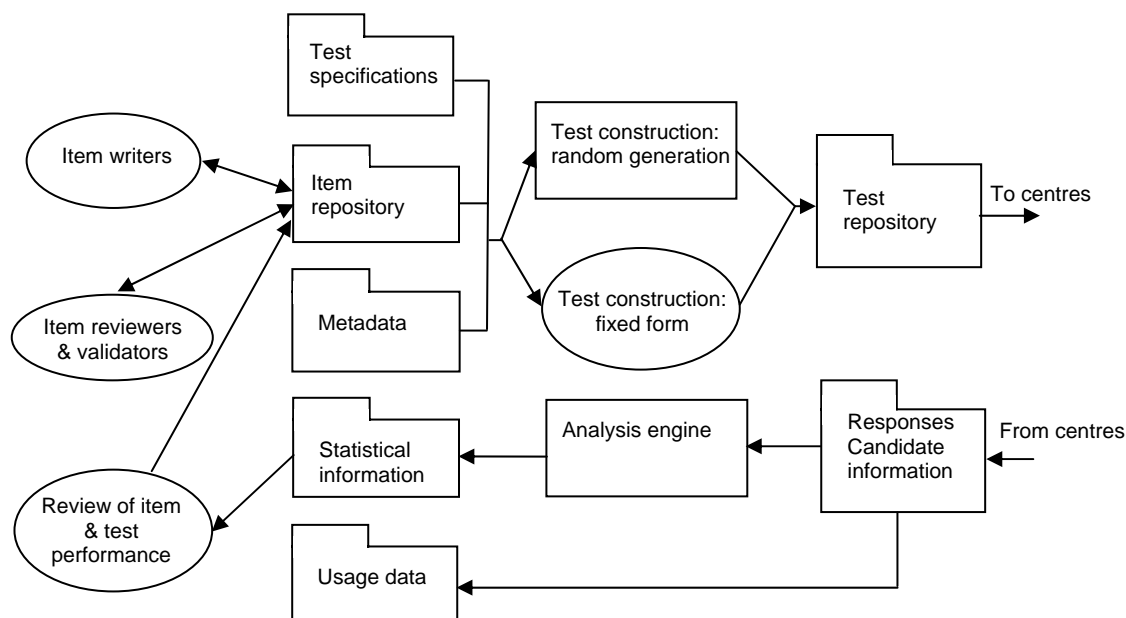 Test
specifications
Item writers
Item
repository
Test construction:
random generation
Test
repository
To centres
Item reviewers
& validators
Metadata
Test construction:
fixed form
Statistical
information
Analysis engine
Responses
Candidate
information
From centres
Review of item
& test
performance
Usage data